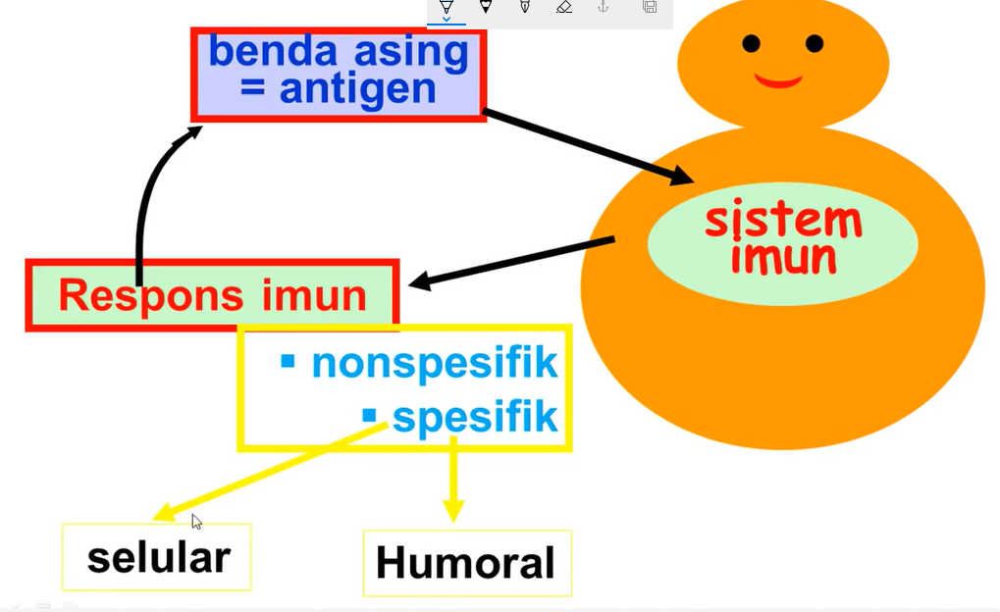 benda asing
= antigen
sistem
imun
Respons imun
▪ nonspesifik
▪ spesifik
selular
Humoral